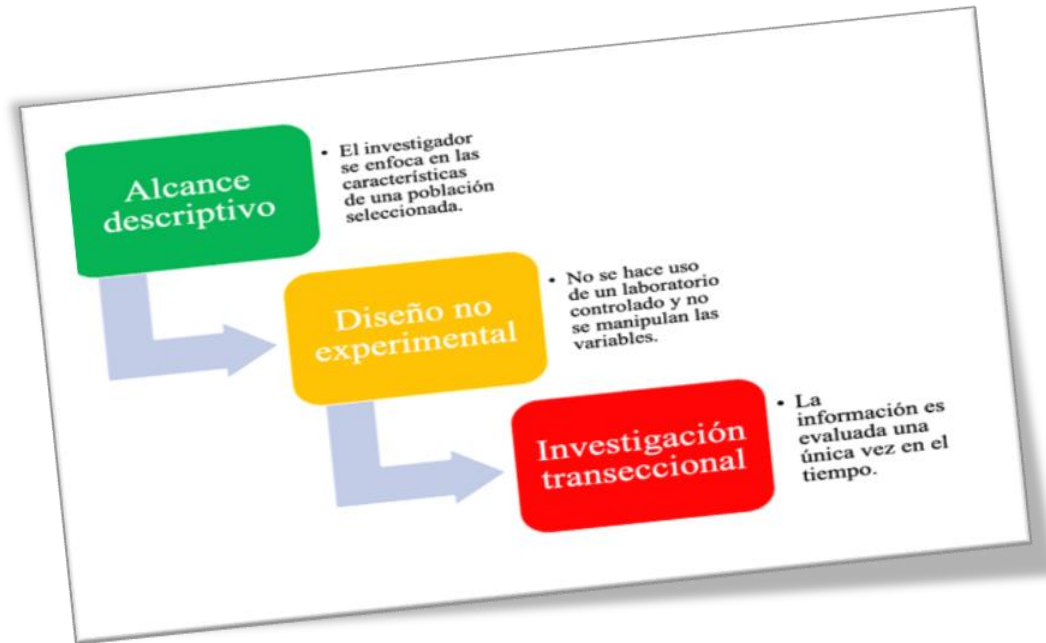 Alcance
descriptivo
• El investigador
se enfoca en las
características
de una población
seleccionada.
Diseño no
experimental
• No se hace uso
de un laboratorio
controlado y no
se manipulan las
variables.
Investigación
transeccional
• La
información es
evaluada una
única vez en el
tiempo.